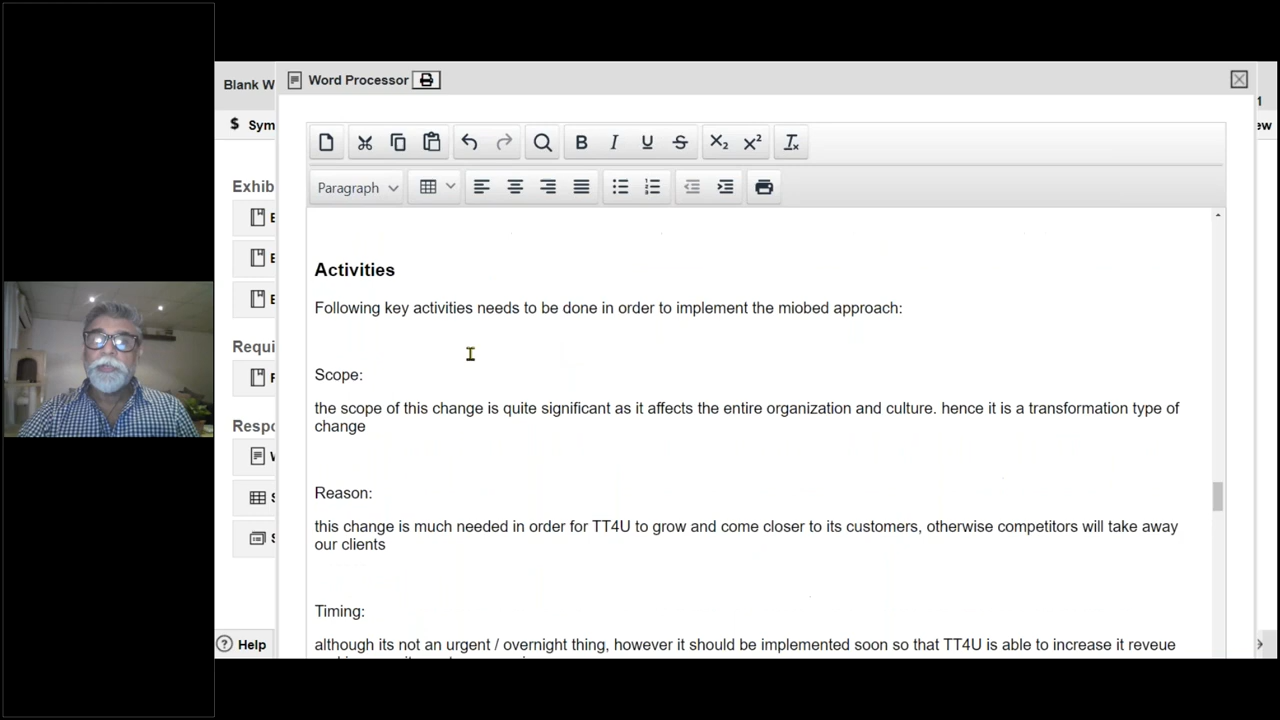 Blank W
Word Processor
1
$ Sym
ew
Paragraph
Exhib
E
E
E
Requi
F
Respo
W
S
S
Help
Activities
Following key activities needs to be done in order to implement the miobed approach:
Scope:
the scope of this change is quite significant as it affects the entire organization and culture. hence it is a transformation type of
change
Reason:
this change is much needed in order for TT4U to grow and come closer to its customers, otherwise competitors will take away
our clients
Timing:
although its not an urgent / overnight thing, however it should be implemented soon so that TT4U is able to increase it reveue